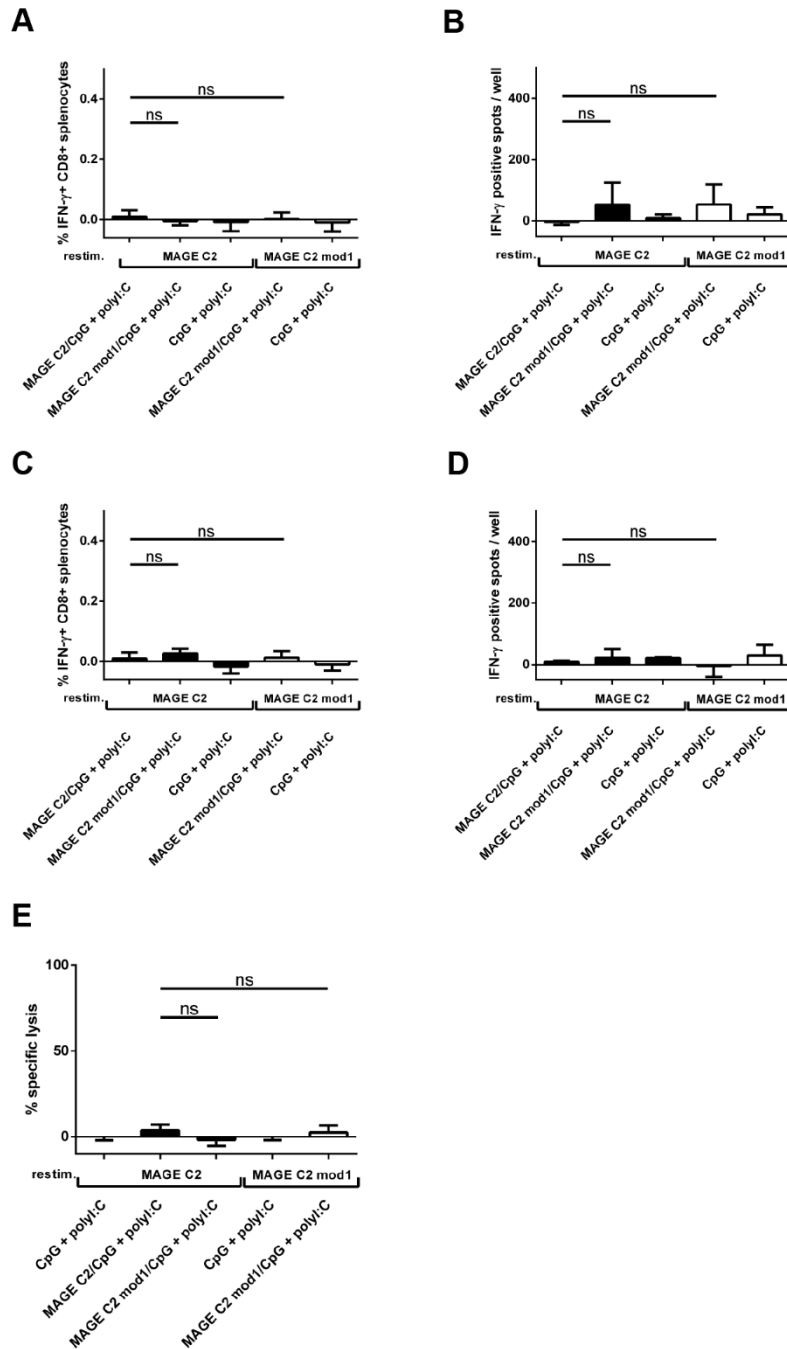 A
% IFN-γ+ CD8+ splenocytes
0.4
0.2
0.0
ns
ns
restim.
MAGE C2
MAGE C2 mod1
MAGE C2/CpG + polyI:C
MAGE C2 mod1/CpG + polyI:C
CpG + polyI:C
MAGE C2 mod1/CpG + polyI:C
CpG + polyI:C
B
IFN-γ positive spots / well
400
200
0
ns
ns
restim.
MAGE C2
MAGE C2 mod1
MAGE C2/CpG + polyI:C
MAGE C2 mod1/CpG + polyI:C
CpG + polyI:C
MAGE C2 mod1/CpG + polyI:C
CpG + polyI:C
C
% IFN-γ+ CD8+ splenocytes
0.4
0.2
0.0
ns
ns
restim.
MAGE C2
MAGE C2 mod1
MAGE C2/CpG + polyI:C
MAGE C2 mod1/CpG + polyI:C
CpG + polyI:C
MAGE C2 mod1/CpG + polyI:C
CpG + polyI:C
D
IFN-γ positive spots / well
400
200
0
ns
ns
restim.
MAGE C2
MAGE C2 mod1
MAGE C2/CpG + polyI:C
MAGE C2 mod1/CpG + polyI:C
CpG + polyI:C
MAGE C2 mod1/CpG + polyI:C
CpG + polyI:C
E
% specific lysis
100
50
0
ns
ns
restim.
MAGE C2
MAGE C2 mod1
CpG + polyI:C
MAGE C2/CpG + polyI:C
MAGE C2 mod1/CpG + polyI:C
CpG + polyI:C
MAGE C2 mod1/CpG + polyI:C